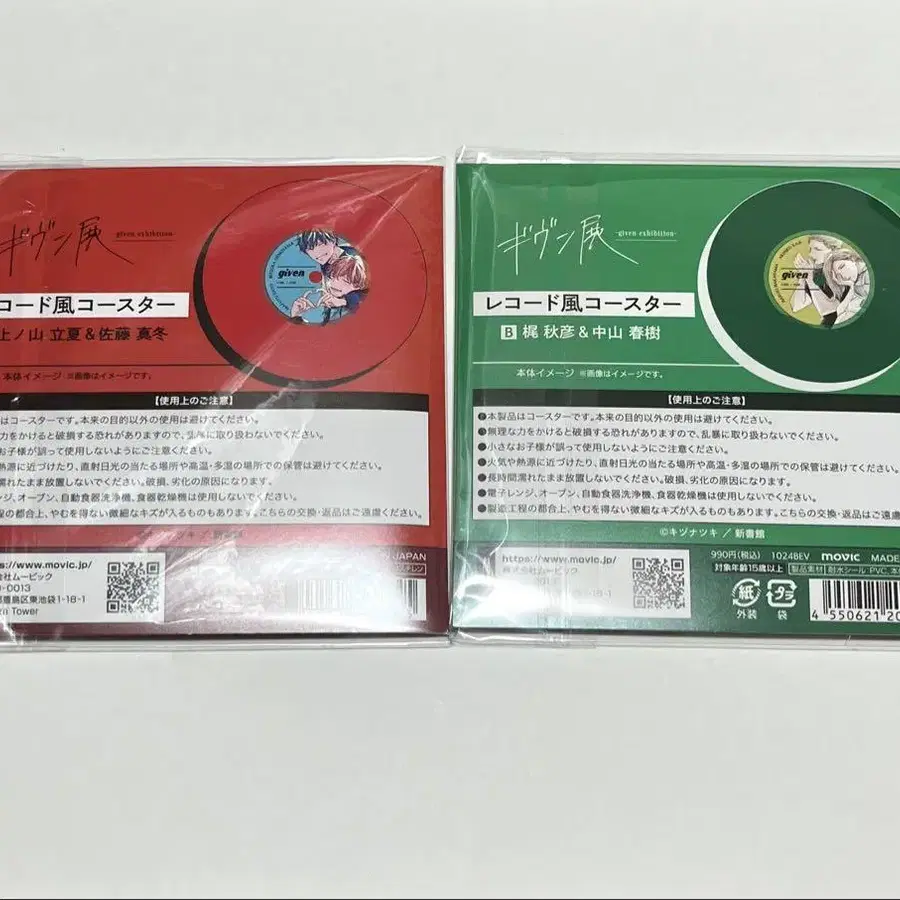 ギヴン展
-given exhibition-
given
コード風コースター
上ノ山 立夏&佐藤 真冬
本体イメージ ※画像はイメージです。
【使用上のご注意】
はコースターです。本来の目的以外の使用は避けてください。
力をかけると破損する恐れがありますので、乱暴に取り扱わないでください。
お子様が誤って使用しないようにご注意ください。
熱源に近づけたり、直射日光の当たる場所や高温・多湿の場所での保管は避けてください。
長時間濡れたまま放置しないでください。破損、劣化の原因になります。
ンジ、オーブン、自動食器洗浄機、食器乾燥機は使用しないでください。
程の都合上、やむを得ない微細なキズが入るものもあります。こちらの交換・返品はご遠慮ください。
JAPAN
https://www.movic.jp/
会社ムービック
-0013
豊島区東池袋1-18-1
Tower
ギヴン展
-given exhibition-
given
レコード風コースター
B 梶 秋彦&中山 春樹
本体イメージ ※画像はイメージです。
【使用上のご注意】
●本製品はコースターです。本来の目的以外の使用は避けてください。
●無理な力をかけると破損する恐れがありますので、乱暴に取り扱わないでください。
●小さなお子様が誤って使用しないようにご注意ください。
●火気や熱源に近づけたり、直射日光の当たる場所や高温・多湿の場所での保管は避けてくだ
●長時間濡れたまま放置しないでください。破損、劣化の原因になります。
●電子レンジ、オーブン、自動食器洗浄機、食器乾燥機は使用しないでください。
●製造工程の都合上、やむを得ない微細なキズが入るものもあります。こちらの交換・返品はご遠慮
©キヅナツキ / 新書館
https://www.movic.jp/
株式会社ムービック
1-18-1
990円(税込) 10248EV movic MADE
対象年齢15歳以上 製品素材 耐水シール:PVC、本
紙 外装
プラ 袋
4 550621 20